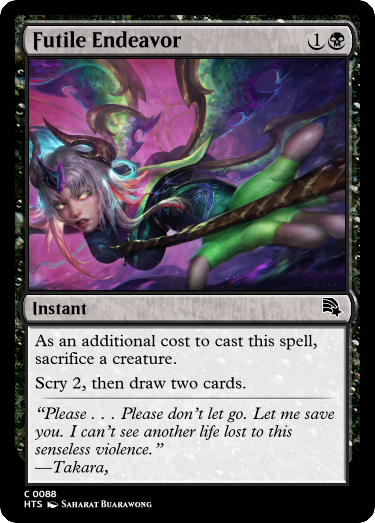 Futile Endeavor 1
Instant
As an additional cost to cast this spell,
sacrifice a creature.
Scry 2, then draw two cards.
“Please . . . Please don’t let go. Let me save
you. I can’t see another life lost to this
senseless violence.”
—Takara,
C 0088
HTS Saharat Buarawong